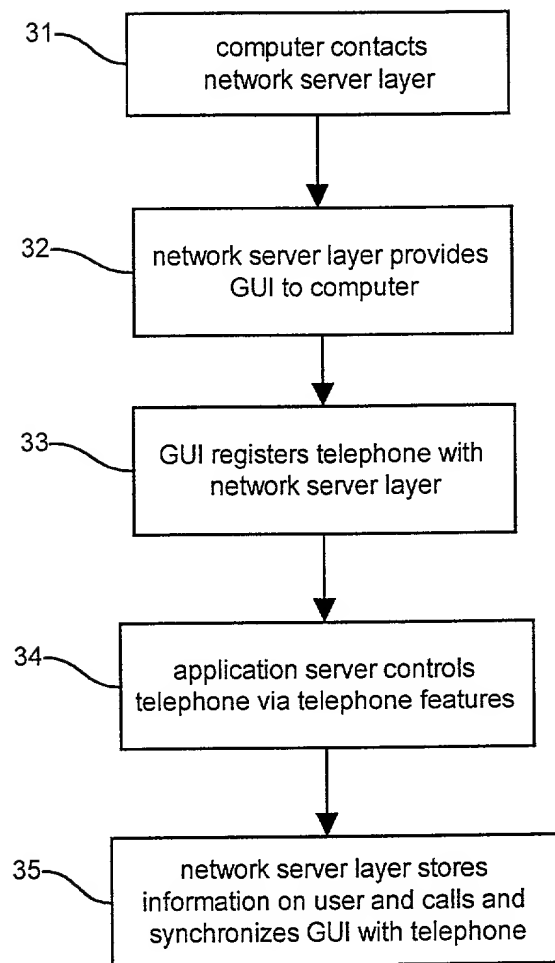 31
computer contacts
network server layer
32
network server layer provides
GUI to computer
33
GUI registers telephone with
network server layer
34
application server controls
telephone via telephone features
35
network server layer stores
information on user and calls and
synchronizes GUI with telephone